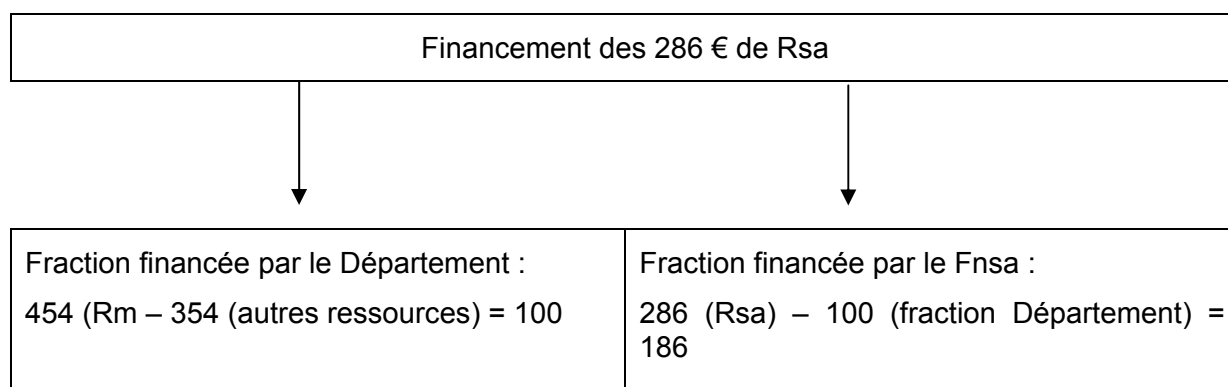 Financement des 286 € de Rsa
Fraction financée par le Département :
454 (Rm – 354 (autres ressources) = 100
Fraction financée par le Fnsa :
286 (Rsa) – 100 (fraction Département) =
186